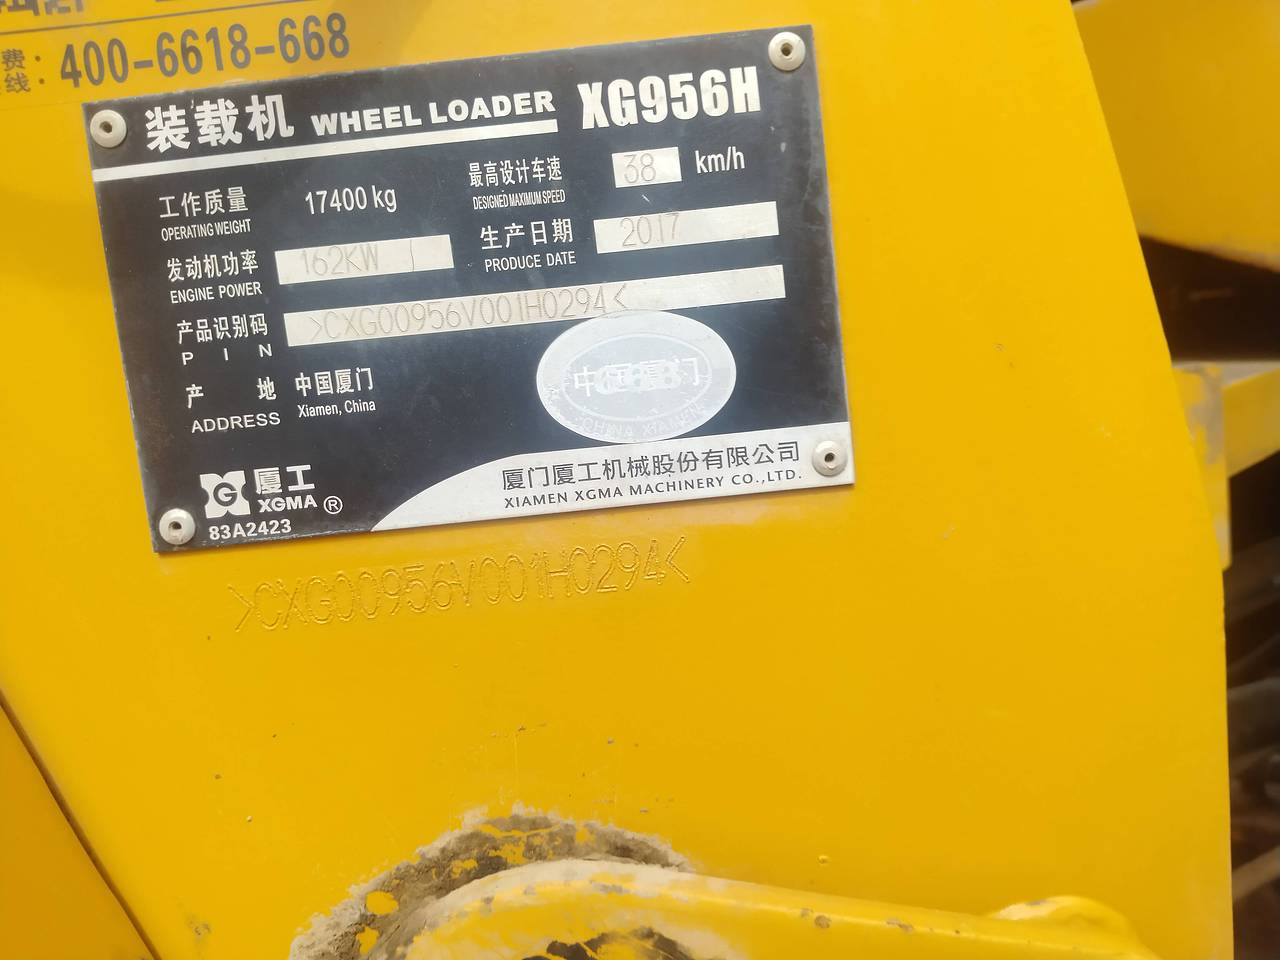 费
线： 400-6618-668
装载机 WHEEL LOADER XG956H
工作质量 17400 kg 最高设计车速 38 km/h
OPERATING WEIGHT DESIGNED MAXIMUM SPEED
发动机功率 162KW 生产日期 2017
ENGINE POWER PRODUCE DATE
产品识别码 >CXG00956V001H0294<
PIN
产 地 中国厦门
ADDRESS Xiamen, China
中国厦门
CHINA XIAMEN
厦工
XGMA ®
83A2423
厦门厦工机械股份有限公司
XIAMEN XGMA MACHINERY CO.,LTD.
>CXG00956V001H0294<